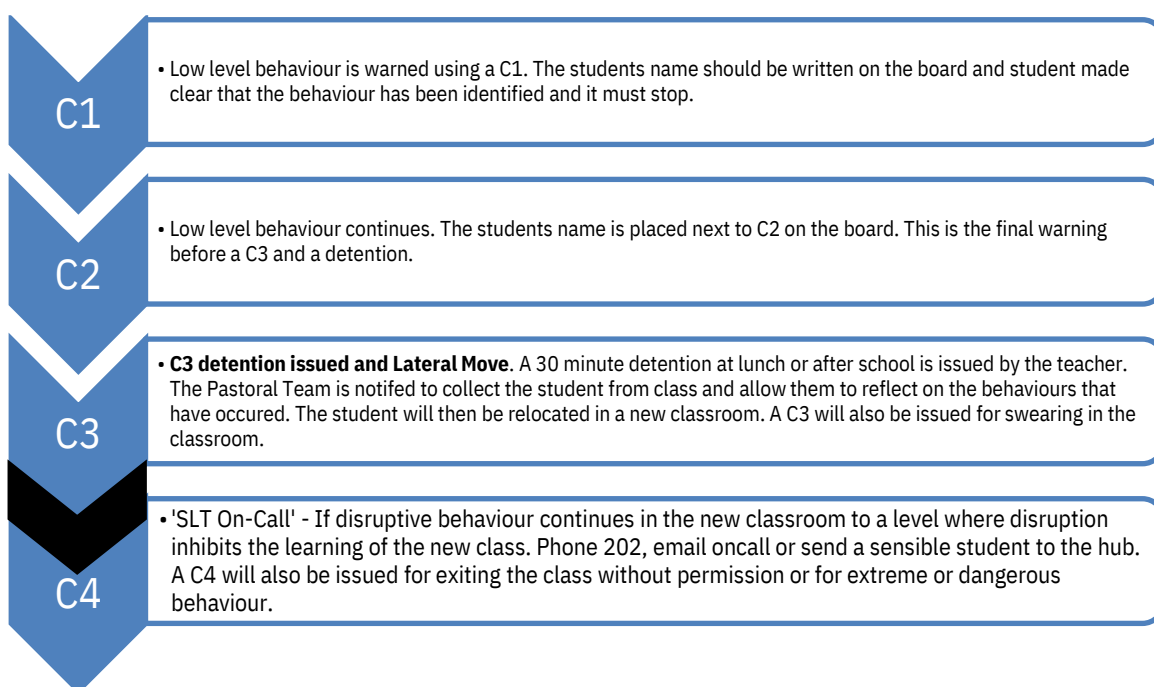 C1
• Low level behaviour is warned using a C1. The students name should be written on the board and student made
clear that the behaviour has been identified and it must stop.
C2
• Low level behaviour continues. The students name is placed next to C2 on the board. This is the final warning
before a C3 and a detention.
C3
• C3 detention issued and Lateral Move. A 30 minute detention at lunch or after school is issued by the teacher.
The Pastoral Team is notifed to collect the student from class and allow them to reflect on the behaviours that
have occured. The student will then be relocated in a new classroom. A C3 will also be issued for swearing in the
classroom.
C4
• 'SLT On-Call' - If disruptive behaviour continues in the new classroom to a level where disruption
inhibits the learning of the new class. Phone 202, email oncall or send a sensible student to the hub.
A C4 will also be issued for exiting the class without permission or for extreme or dangerous
behaviour.